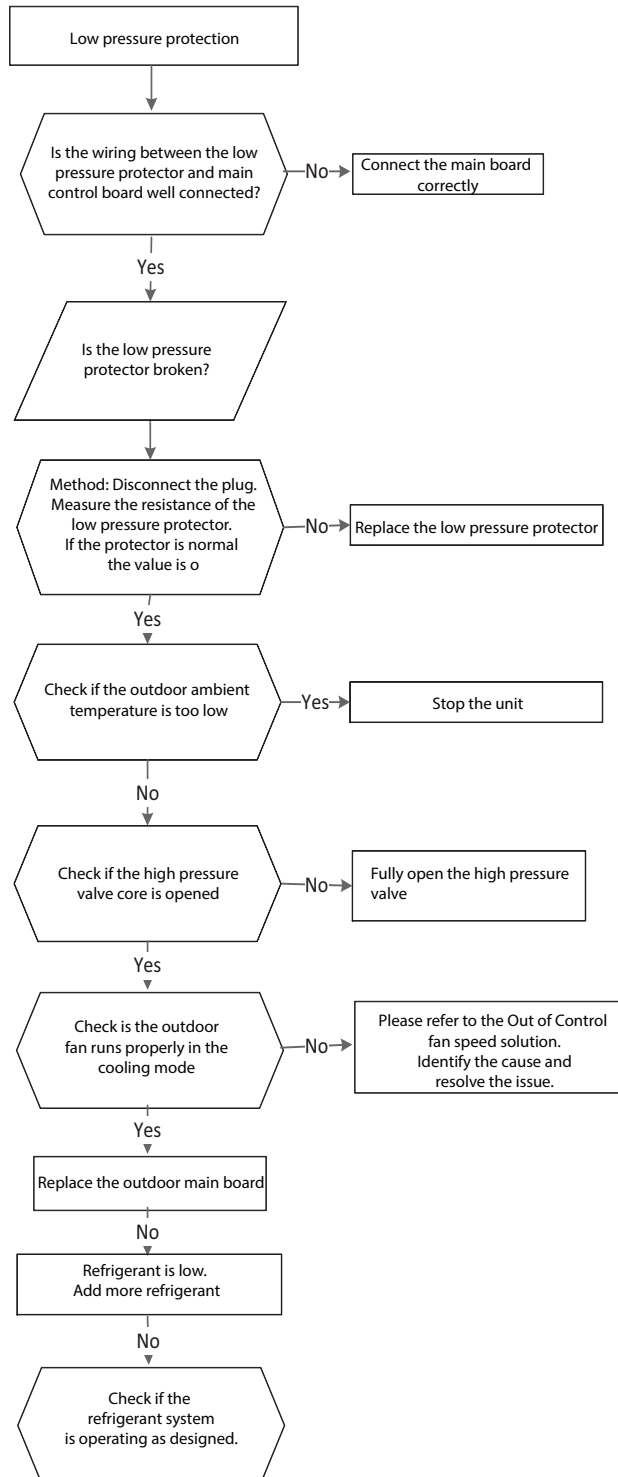 Low pressure protection
Is the wiring between the low
pressure protector and main
control board well connected?
No
Connect the main board
correctly
Yes
Is the low pressure
protector broken?
Method: Disconnect the plug.
Measure the resistance of the
low pressure protector.
If the protector is normal
the value is o
No
Replace the low pressure protector
Yes
Check if the outdoor ambient
temperature is too low
Yes
Stop the unit
No
Check if the high pressure
valve core is opened
No
Fully open the high pressure
valve
Yes
Check is the outdoor
fan runs properly in the
cooling mode
No
Please refer to the Out of Control
fan speed solution.
Identify the cause and
resolve the issue.
Yes
Replace the outdoor main board
No
Refrigerant is low.
Add more refrigerant
No
Check if the
refrigerant system
is operating as designed.